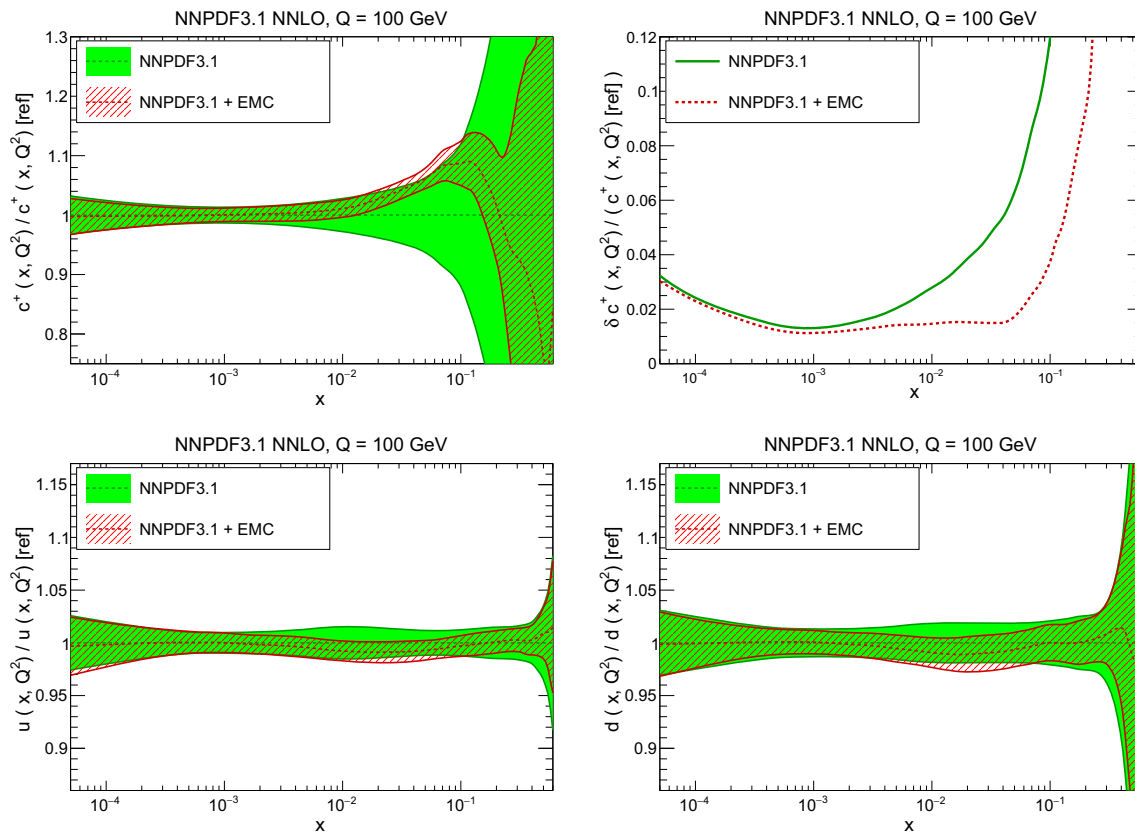 NNPDF3.1 NNLO, Q = 100 GeV
NNPDF3.1
NNPDF3.1 + EMC
c⁺ ( x, Q²) / c⁺ ( x, Q²) [ref]
1.3
1.2
1.1
1
0.9
0.8
10⁻⁴
10⁻³
10⁻²
10⁻¹
x
NNPDF3.1 NNLO, Q = 100 GeV
NNPDF3.1
NNPDF3.1 + EMC
δ c⁺ ( x, Q²) / ( c⁺ ( x, Q²) [ref] )
0.12
0.1
0.08
0.06
0.04
0.02
0
10⁻⁴
10⁻³
10⁻²
10⁻¹
x
NNPDF3.1 NNLO, Q = 100 GeV
NNPDF3.1
NNPDF3.1 + EMC
u ( x, Q²) / u ( x, Q²) [ref]
1.15
1.1
1.05
1
0.95
0.9
10⁻⁴
10⁻³
10⁻²
10⁻¹
x
NNPDF3.1 NNLO, Q = 100 GeV
NNPDF3.1
NNPDF3.1 + EMC
d ( x, Q²) / d ( x, Q²) [ref]
1.15
1.1
1.05
1
0.95
0.9
10⁻⁴
10⁻³
10⁻²
10⁻¹
x